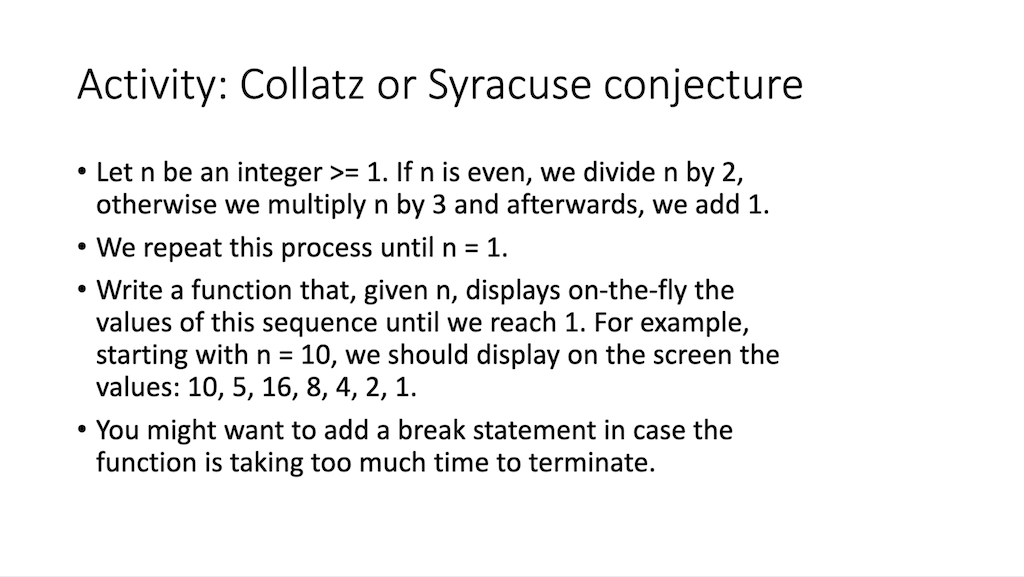 Activity: Collatz or Syracuse conjecture
• Let n be an integer >= 1. If n is even, we divide n by 2,
otherwise we multiply n by 3 and afterwards, we add 1.
• We repeat this process until n = 1.
• Write a function that, given n, displays on-the-fly the
values of this sequence until we reach 1. For example,
starting with n = 10, we should display on the screen the
values: 10, 5, 16, 8, 4, 2, 1.
• You might want to add a break statement in case the
function is taking too much time to terminate.